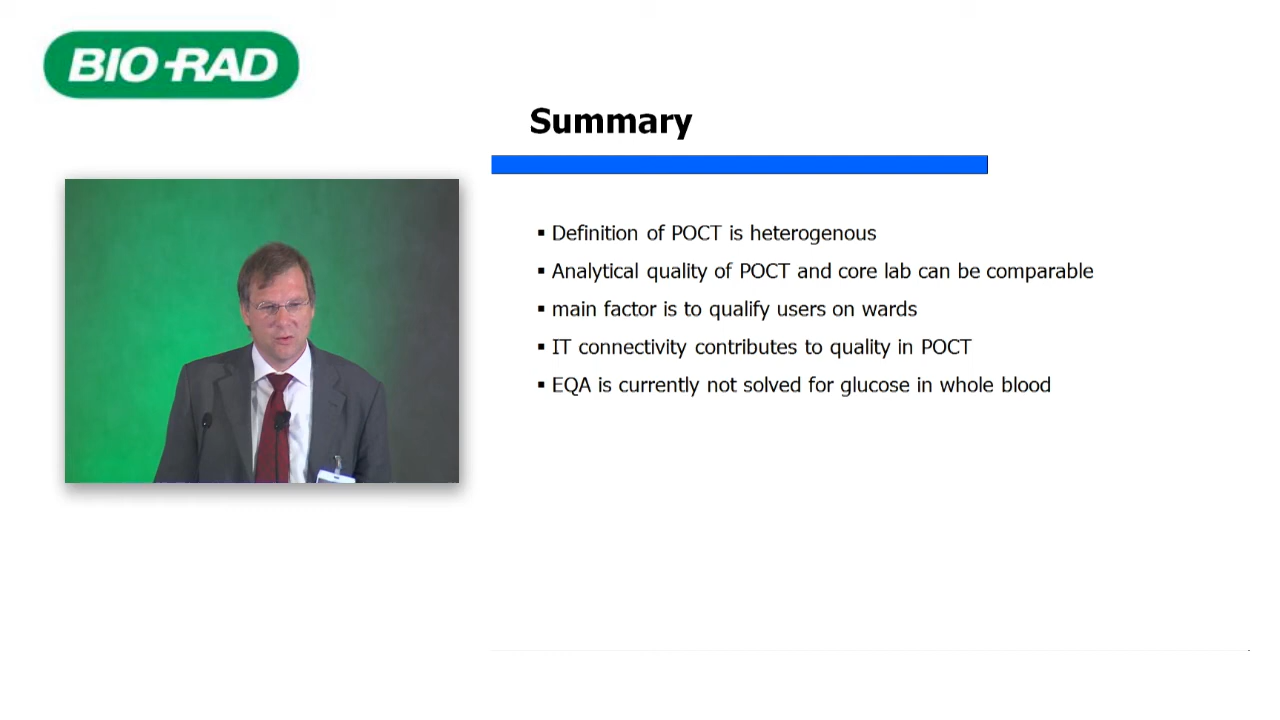 BIO-RAD
Summary
▪ Definition of POCT is heterogenous
▪ Analytical quality of POCT and core lab can be comparable
▪ main factor is to qualify users on wards
▪ IT connectivity contributes to quality in POCT
▪ EQA is currently not solved for glucose in whole blood